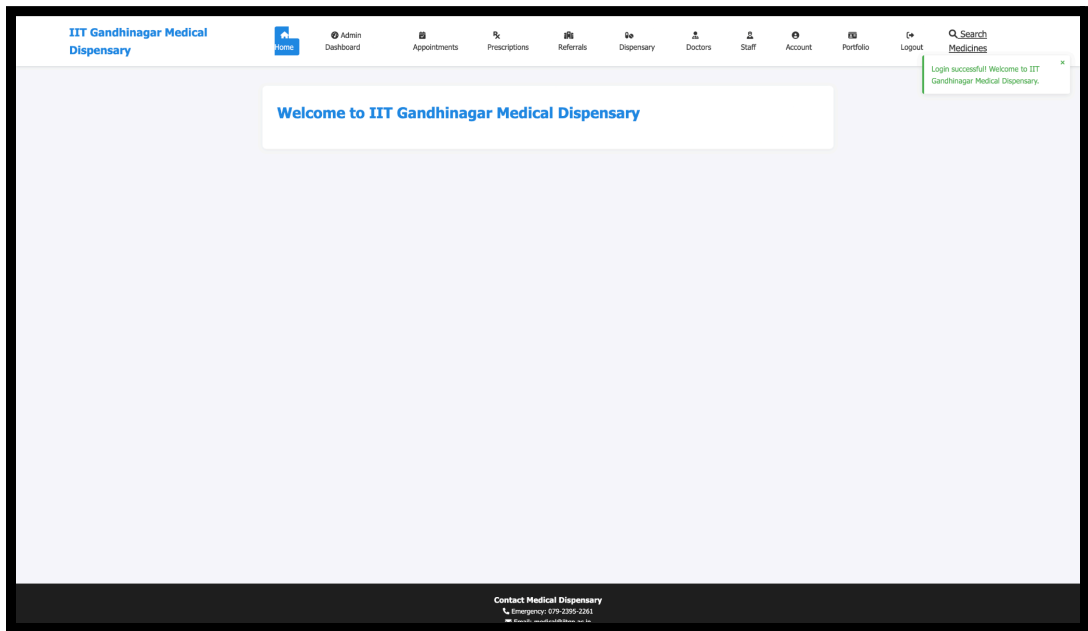 IIT Gandhinagar Medical
Dispensary
Home
Admin
Dashboard
Appointments
Prescriptions
Referrals
Dispensary
Doctors
Staff
Account
Portfolio
Logout
Search
Medicines
Login successful! Welcome to IIT
Gandhinagar Medical Dispensary.
×
Welcome to IIT Gandhinagar Medical Dispensary
Contact Medical Dispensary
Emergency: 079-2395-2261